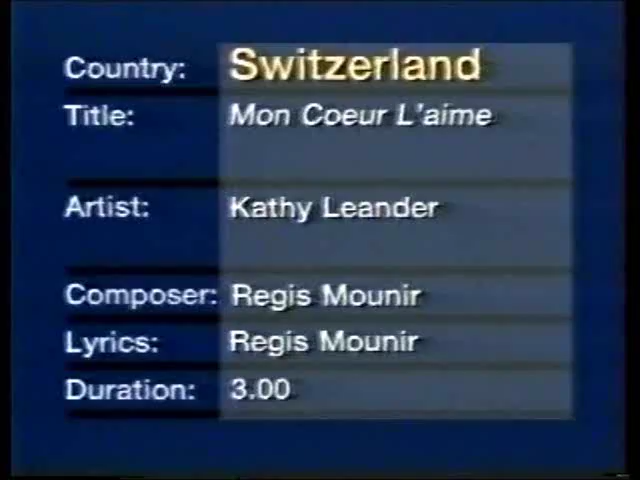 Country: Switzerland
Title: Mon Coeur L'aime
Artist: Kathy Leander
Composer: Regis Mounir
Lyrics: Regis Mounir
Duration: 3.00